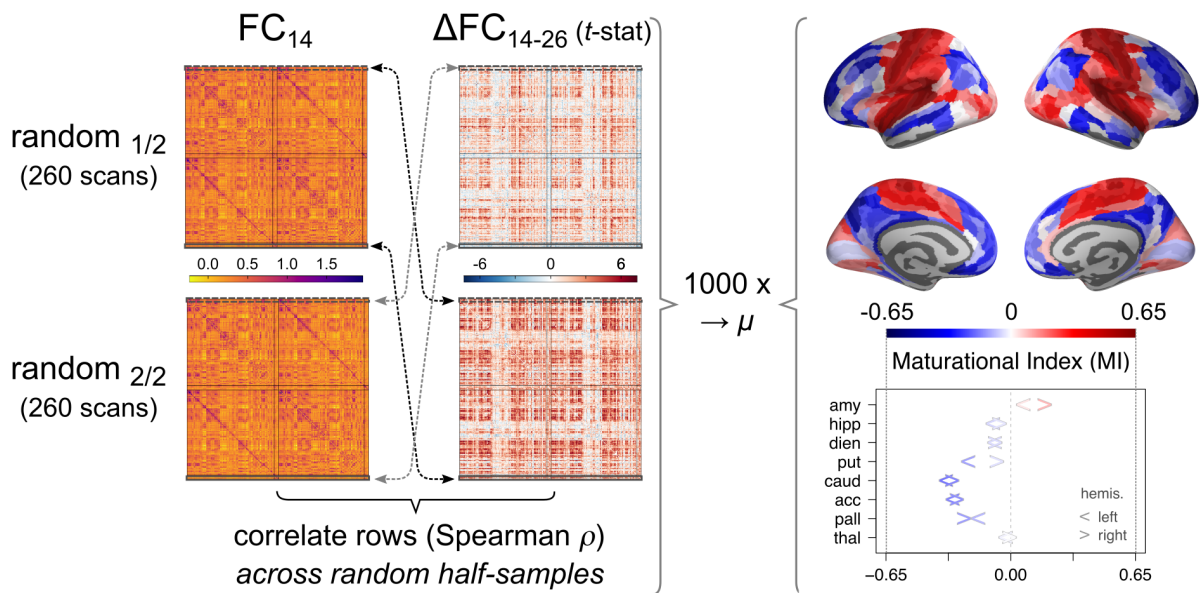 FC14
ΔFC14-26 (t-stat)
random 1/2
(260 scans)
0.0 0.5 1.0 1.5
-6 0 6
random 2/2
(260 scans)
correlate rows (Spearman ρ)
across random half-samples
1000 x
→ μ
-0.65 0 0.65
Maturational Index (MI)
amy
hipp
dien
put
caud
acc
pall
thal
hemis.
< left
> right
-0.65 0.00 0.65